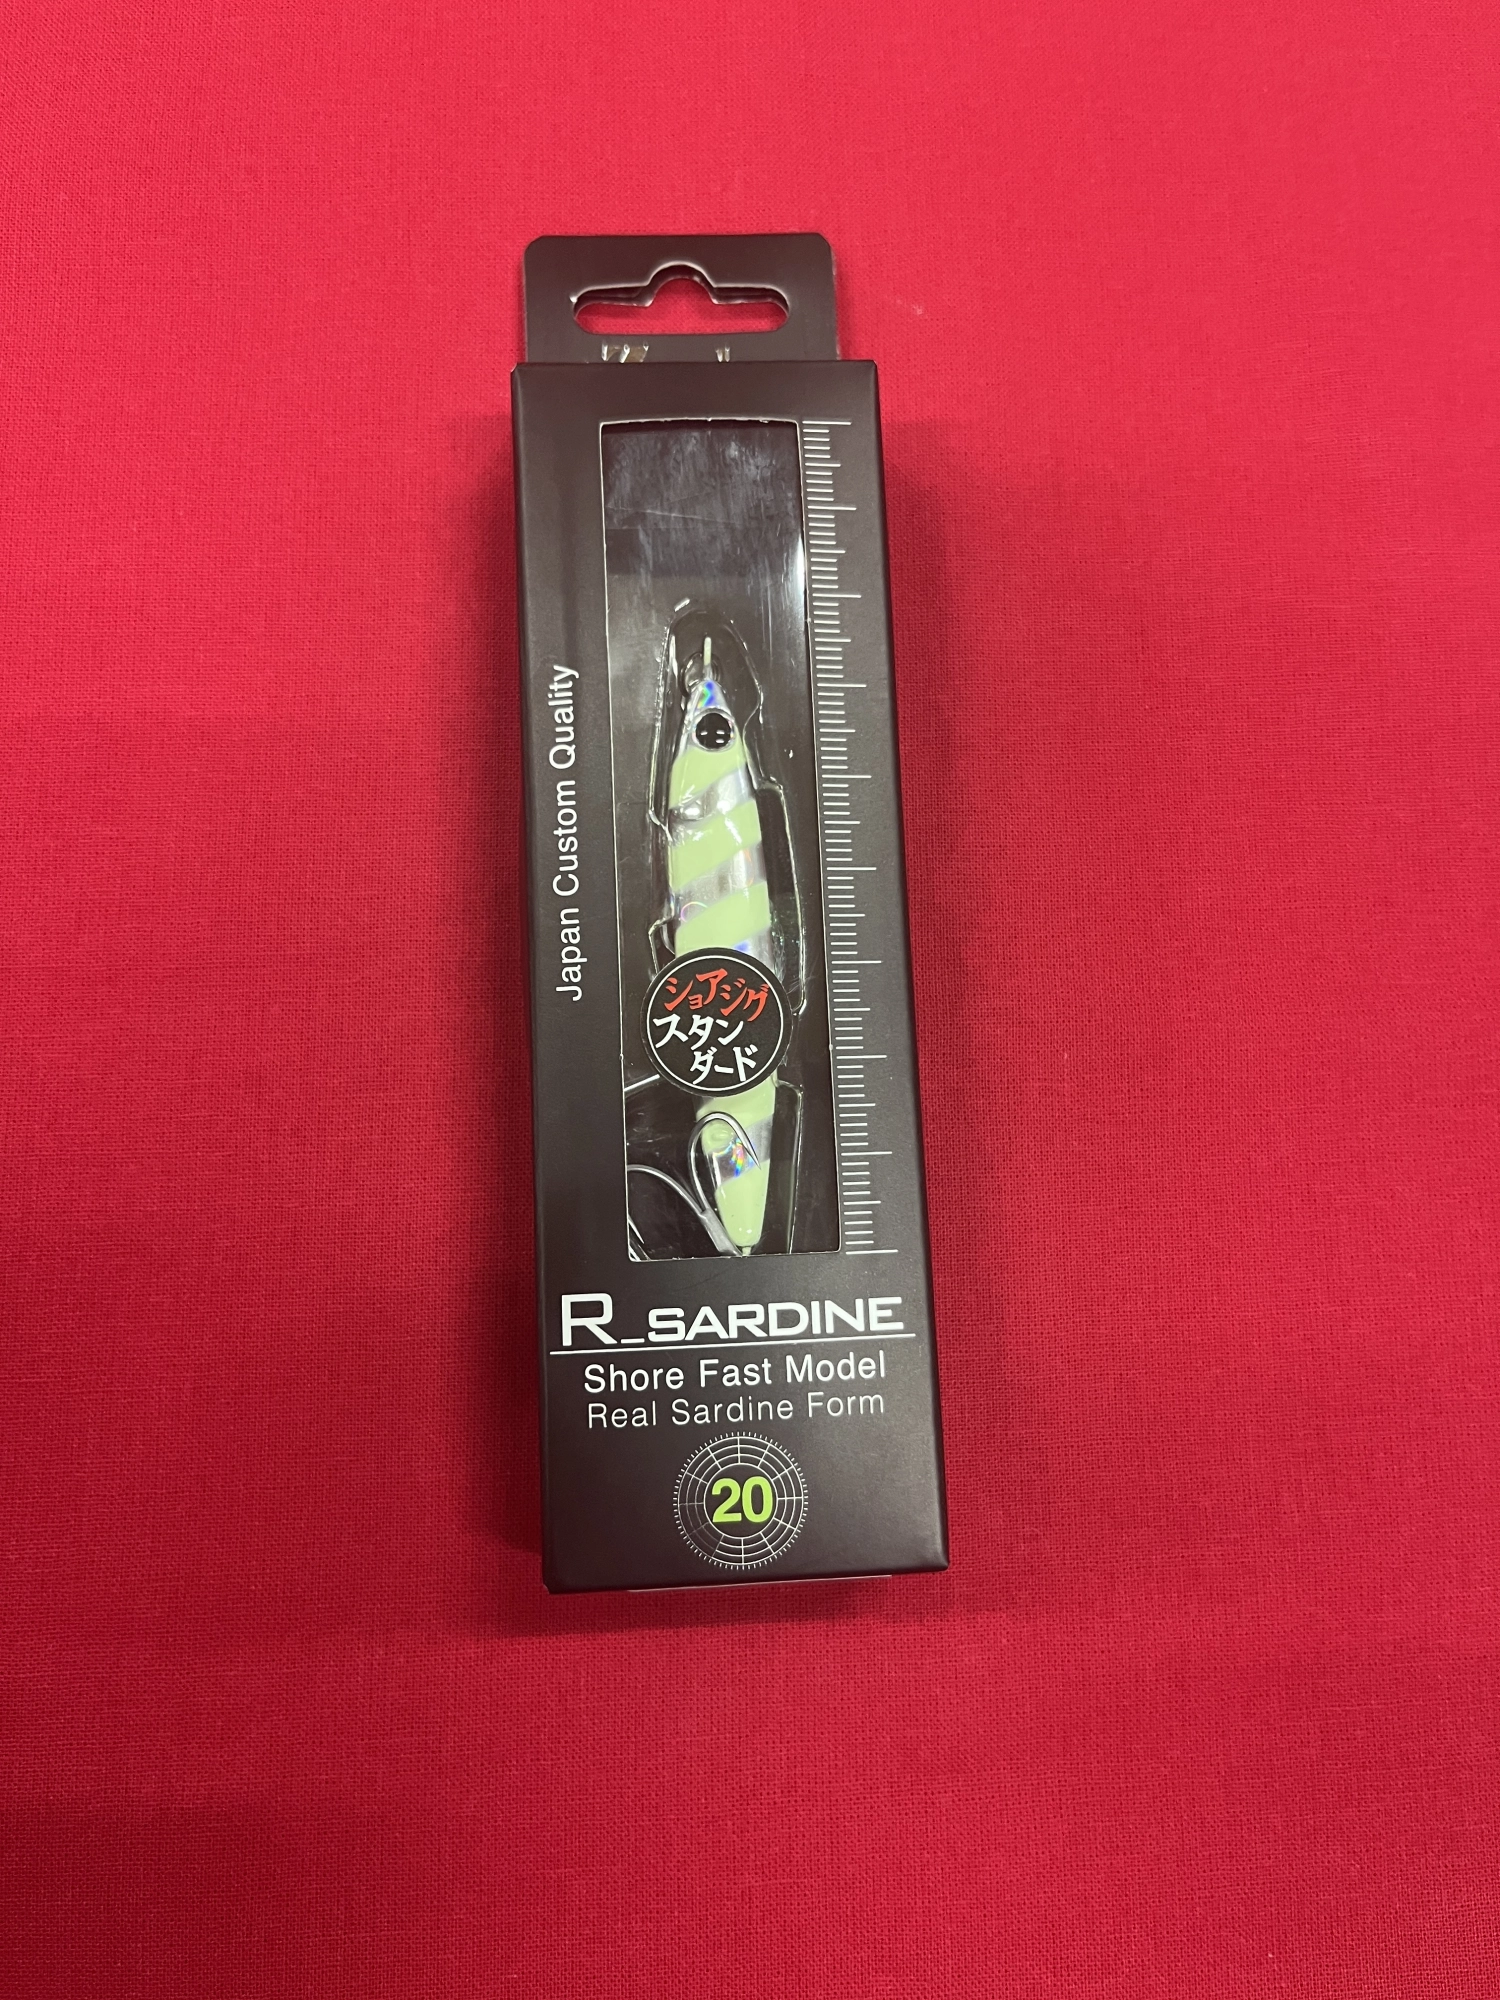 Japan Custom Quality
ショアジグ
スタン
ダード
R_SARDINE
Shore Fast Model
Real Sardine Form
20